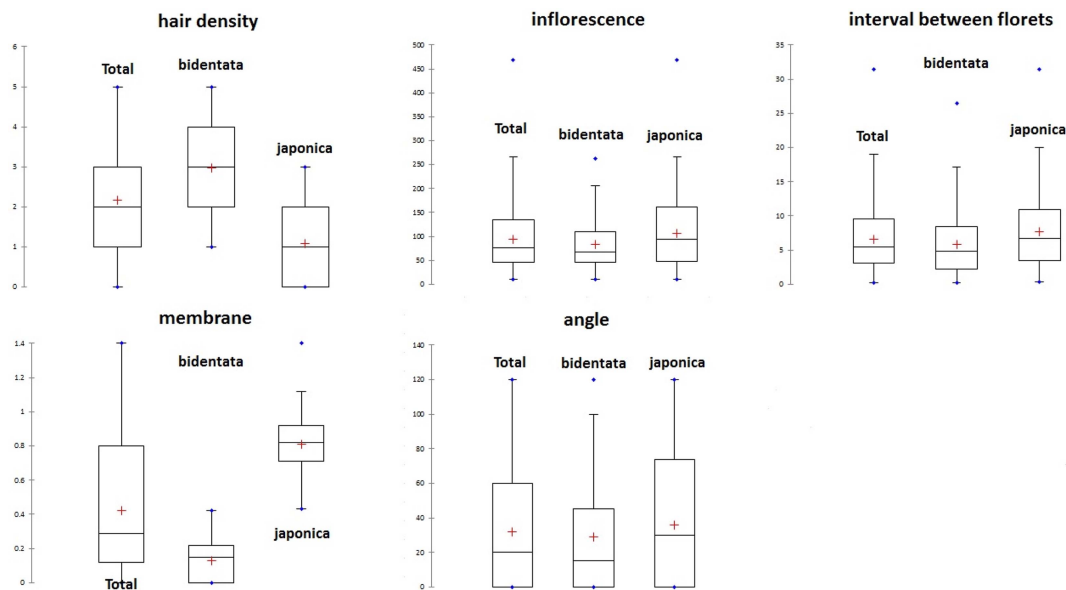 hair density
6
5
4
3
2
1
0
Total
bidentata
japonica
inflorescence
500
450
400
350
300
250
200
150
100
50
0
Total
bidentata
japonica
interval between florets
35
30
25
20
15
10
5
0
Total
bidentata
japonica
membrane
1.4
1.2
1
0.8
0.6
0.4
0.2
0
Total
bidentata
japonica
angle
140
120
100
80
60
40
20
0
Total
bidentata
japonica